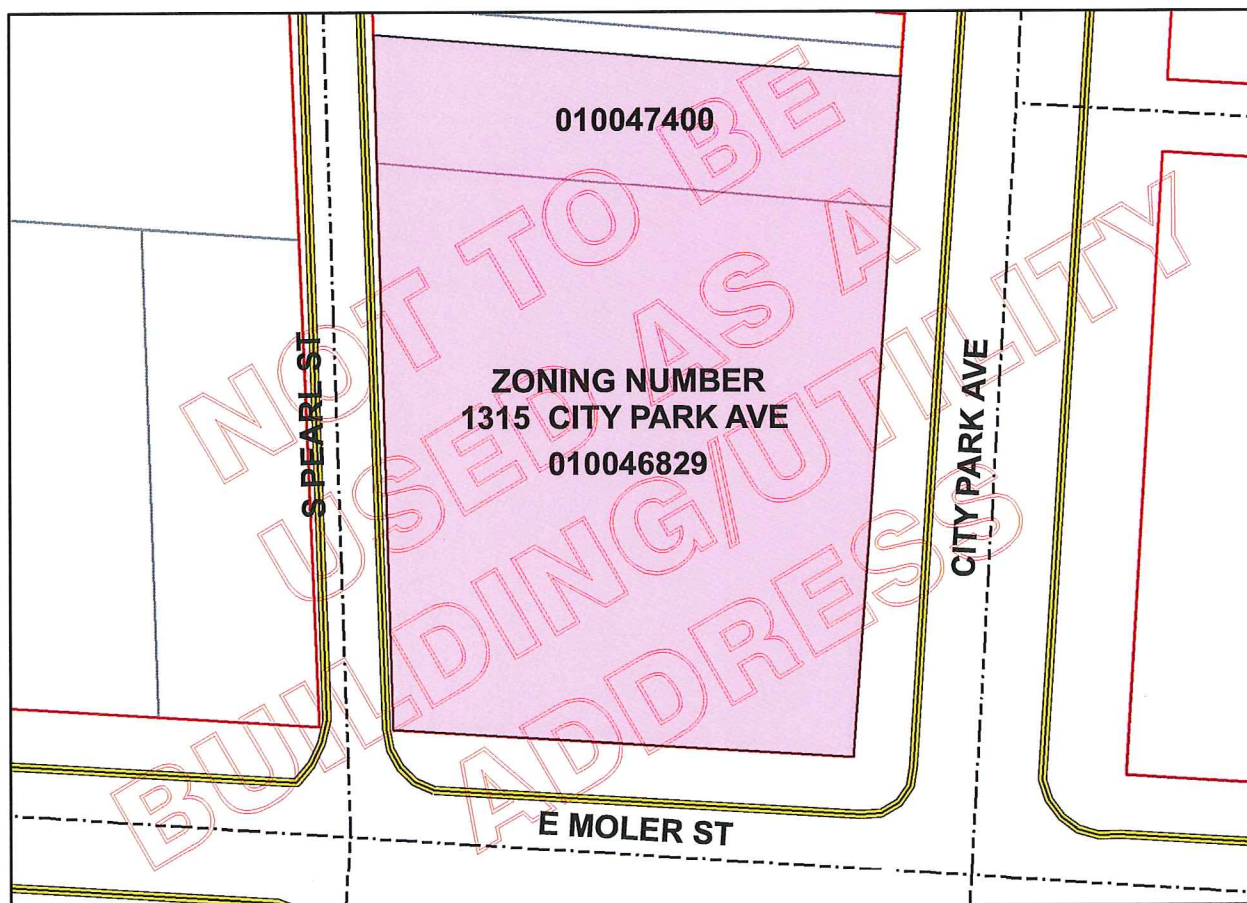 010047400
ZONING NUMBER
1315 CITY PARK AVE
010046829
S PEARL ST
CITY PARK AVE
E MOLER ST
NOT TO BE
USED AS A
BUILDING/UTILITY
ADDRESS